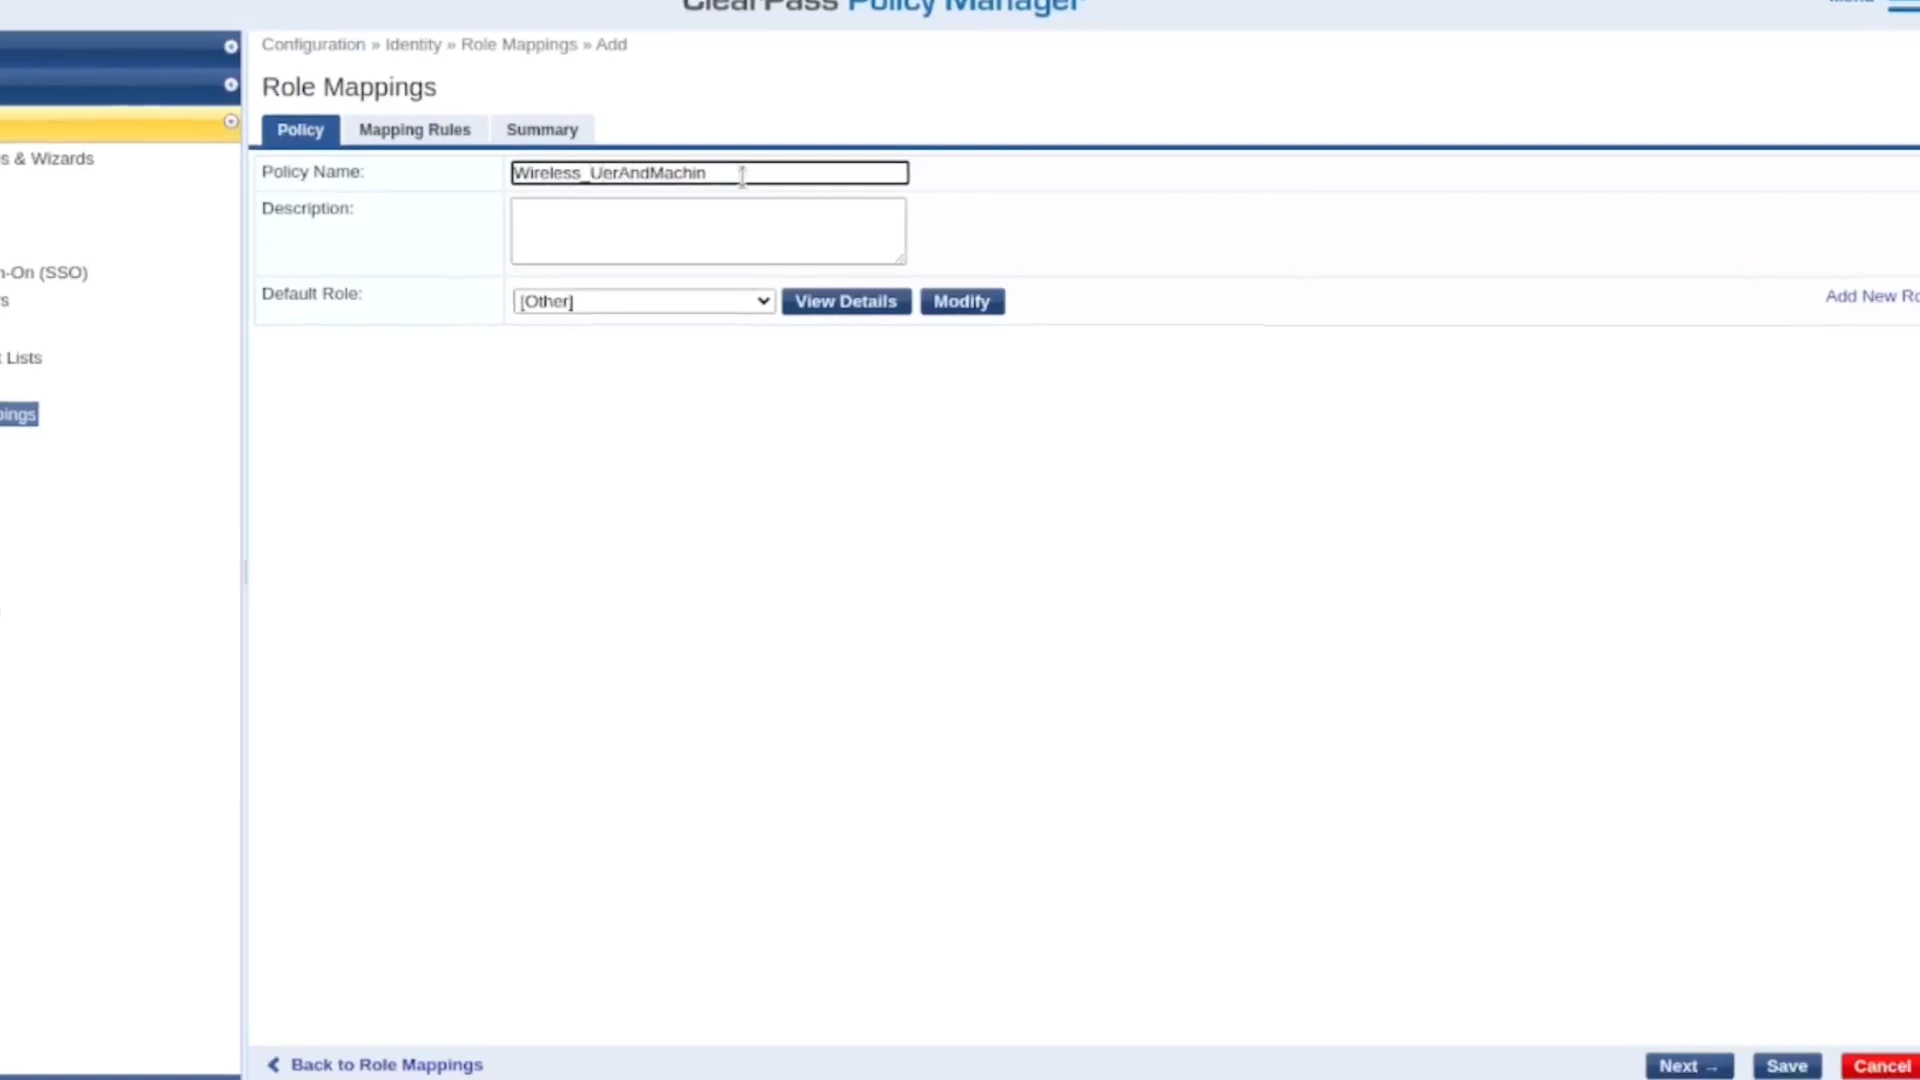 ClearPass Policy Manager
Menu
Configuration » Identity » Role Mappings » Add
Role Mappings
Policy
Mapping Rules
Summary
s & Wizards
Policy Name:
Wireless_UerAndMachin
Description:
n-On (SSO)
rs
Default Role:
[Other]
View Details
Modify
Add New Ro
t Lists
pings
Back to Role Mappings
Next →
Save
Cancel